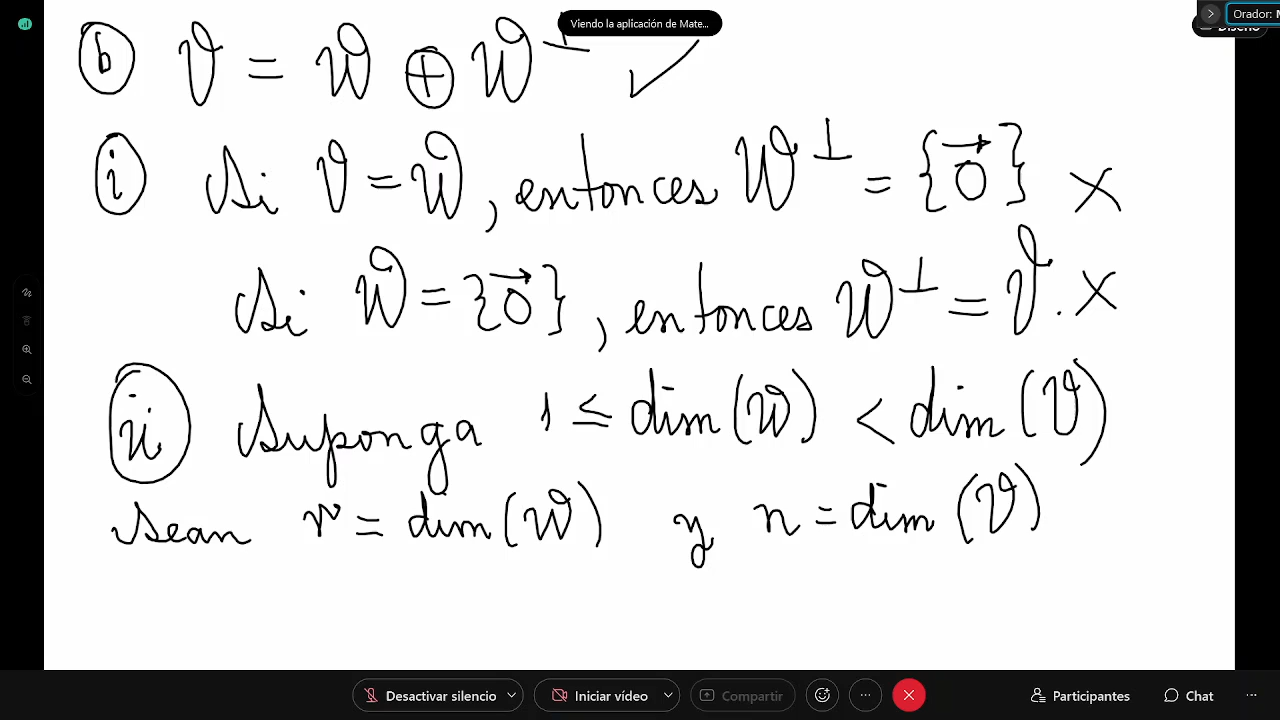 Viendo la aplicación de Mate...
Orador:
ⓑ V = W ⊕ W^⊥ ✓
ⓘ Si V = W, entonces W^⊥ = {0⃗} ×
Si W = {0⃗}, entonces W^⊥ = V. ×
(ii) Suponga 1 ≤ dim(W) < dim(V)
Sean r = dim(W) y n = dim(V)
Desactivar silencio Iniciar vídeo Compartir Participantes Chat